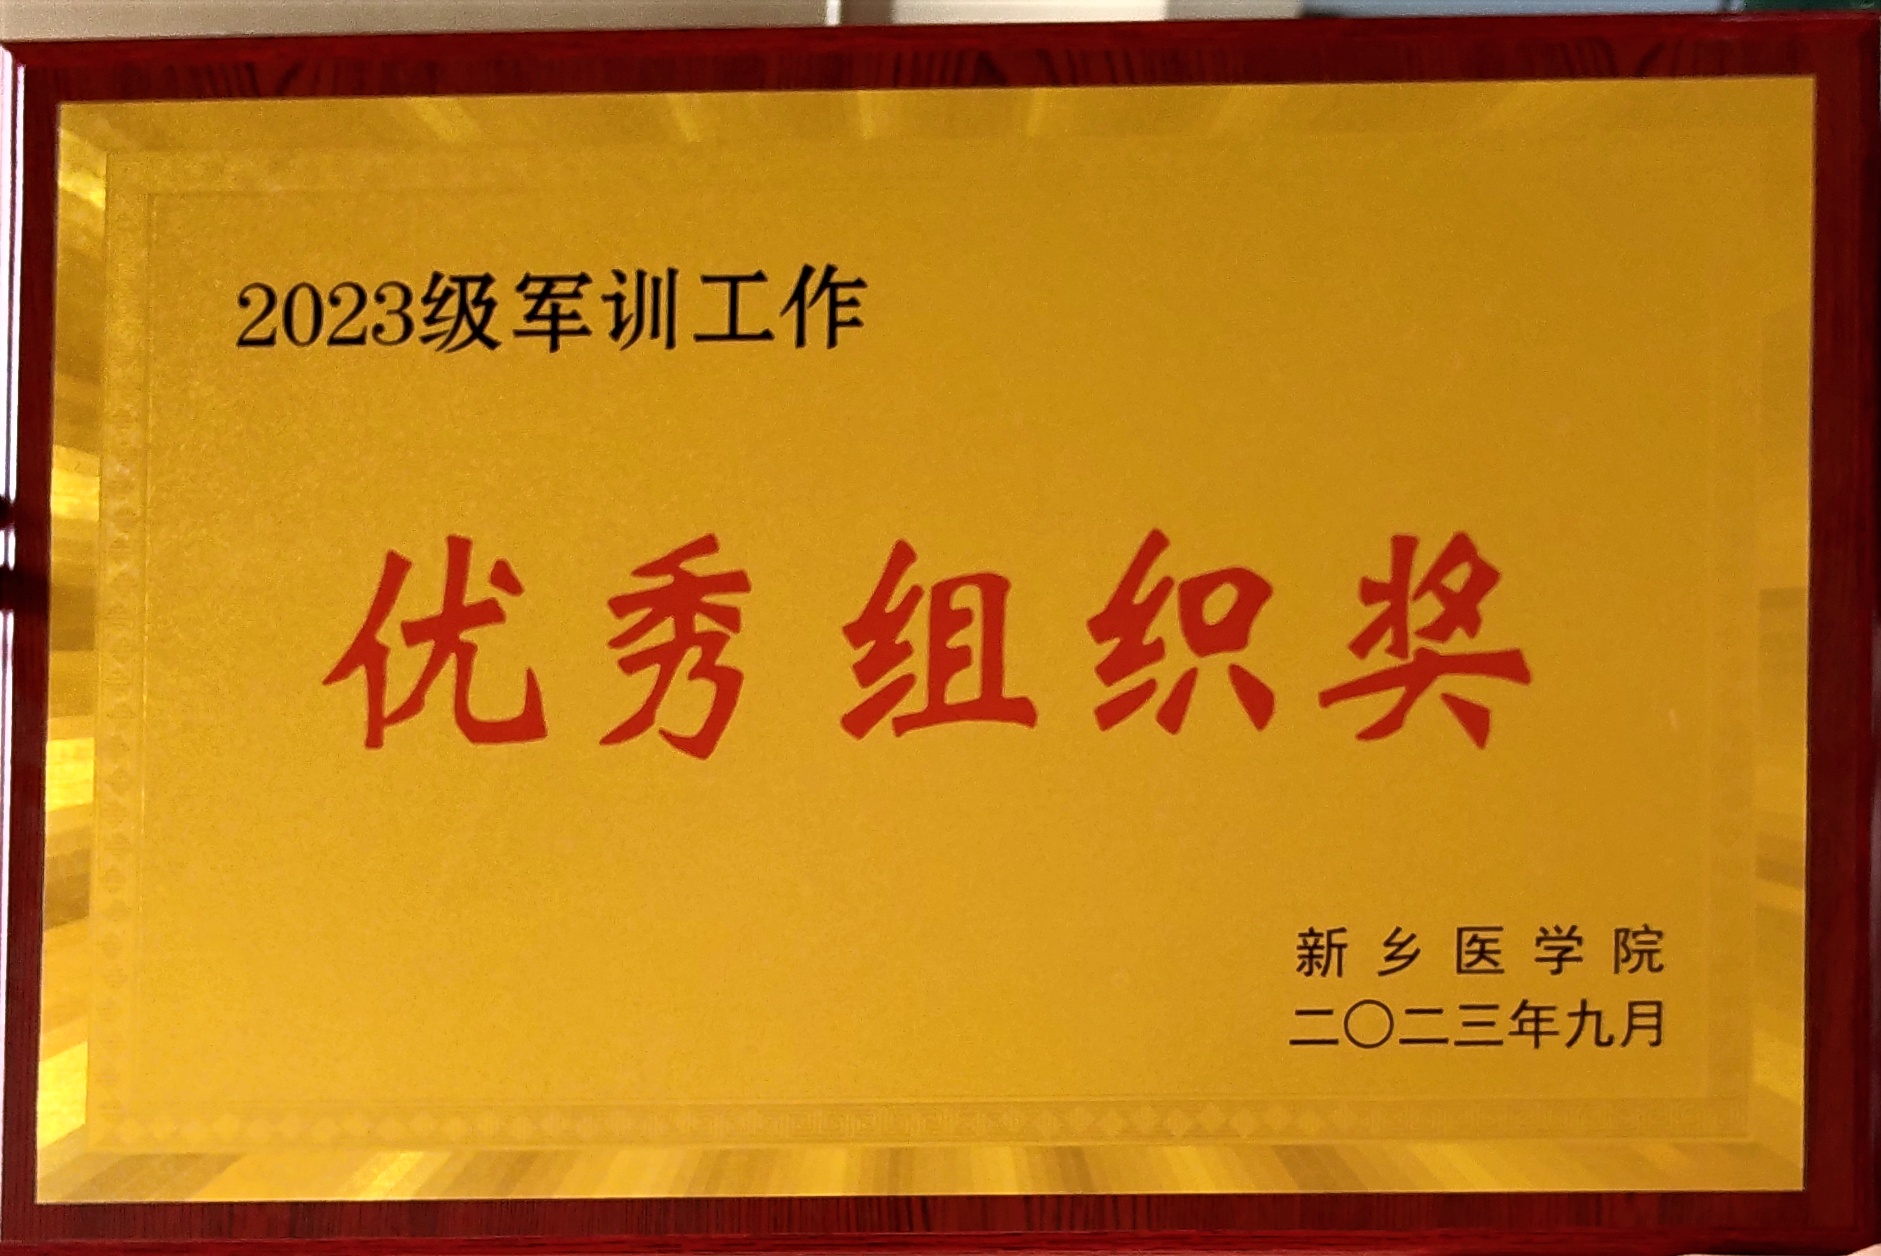 2023级军训工作
优秀组织奖
新乡医学院
二〇二三年九月